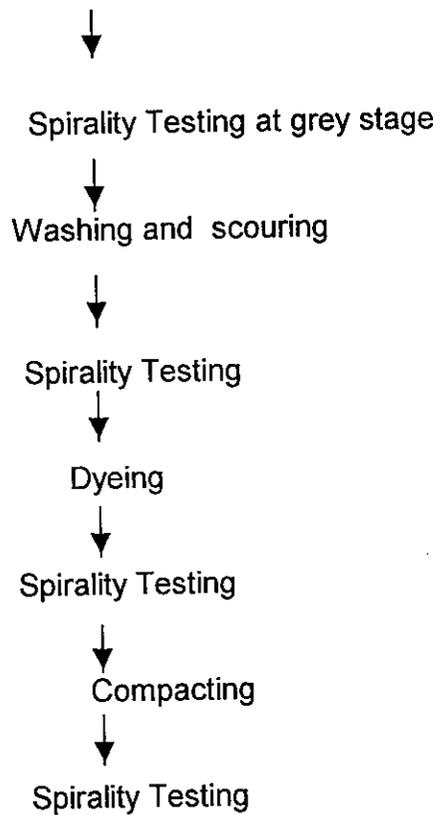 Spirality Testing at grey stage
Washing and scouring
Spirality Testing
Dyeing
Spirality Testing
Compacting
Spirality Testing